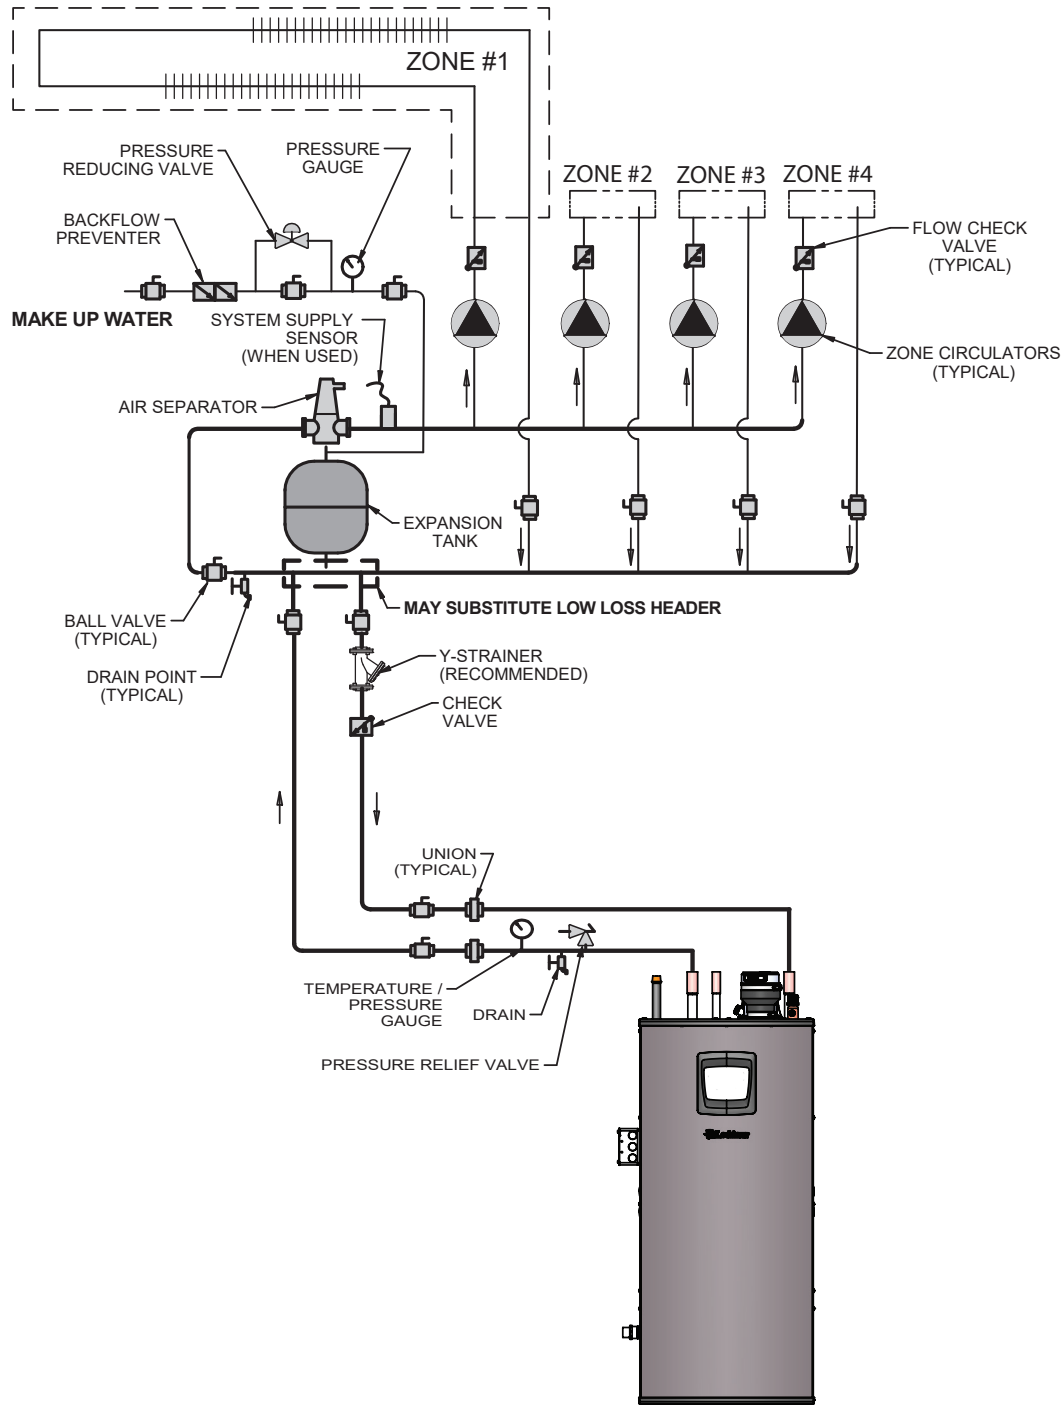 ZONE #1
PRESSURE
REDUCING VALVE
PRESSURE
GAUGE
BACKFLOW
PREVENTER
ZONE #2
ZONE #3
ZONE #4
FLOW CHECK
VALVE
(TYPICAL)
MAKE UP WATER
SYSTEM SUPPLY
SENSOR
(WHEN USED)
ZONE CIRCULATORS
(TYPICAL)
AIR SEPARATOR
EXPANSION
TANK
MAY SUBSTITUTE LOW LOSS HEADER
BALL VALVE
(TYPICAL)
DRAIN POINT
(TYPICAL)
Y-STRAINER
(RECOMMENDED)
CHECK
VALVE
UNION
(TYPICAL)
TEMPERATURE /
PRESSURE
GAUGE
DRAIN
PRESSURE RELIEF VALVE